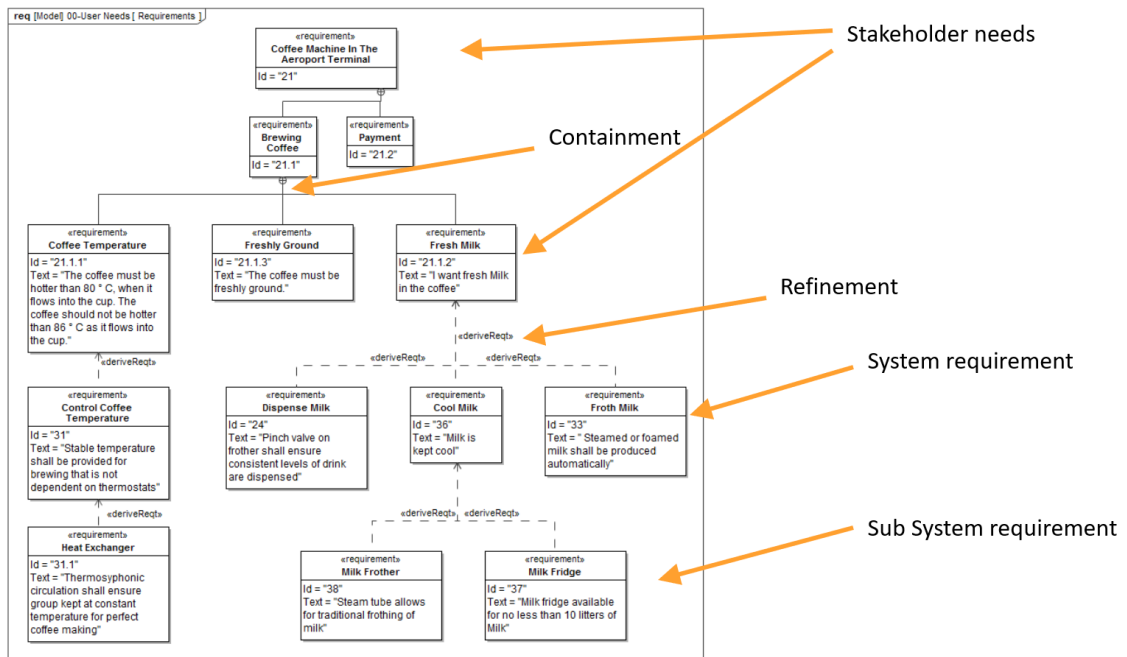 req [Model] 00-User Needs [ Requirements ]
«requirement»
Coffee Machine In The
Aeroport Terminal
Id = "21"
Stakeholder needs
«requirement»
Brewing
Coffee
Id = "21.1"
«requirement»
Payment
Id = "21.2"
Containment
«requirement»
Coffee Temperature
Id = "21.1.1"
Text = "The coffee must be
hotter than 80 ° C, when it
flows into the cup. The
coffee should not be hotter
than 86 ° C as it flows into
the cup."
«requirement»
Freshly Ground
Id = "21.1.3"
Text = "The coffee must be
freshly ground."
«requirement»
Fresh Milk
Id = "21.1.2"
Text = "I want fresh Milk
in the coffee"
Refinement
«deriveReqt»
«deriveReqt»
«deriveReqt»
«deriveReqt»
System requirement
«requirement»
Control Coffee
Temperature
Id = "31"
Text = "Stable temperature
shall be provided for
brewing that is not
dependent on thermostats"
«requirement»
Dispense Milk
Id = "24"
Text = "Pinch valve on
frother shall ensure
consistent levels of drink
are dispensed"
«requirement»
Cool Milk
Id = "36"
Text = "Milk is
kept cool"
«requirement»
Froth Milk
Id = "33"
Text = " Steamed or foamed
milk shall be produced
automatically"
«deriveReqt»
«deriveReqt»
«deriveReqt»
Sub System requirement
«requirement»
Heat Exchanger
Id = "31.1"
Text = "Thermosyphonic
circulation shall ensure
group kept at constant
temperature for perfect
coffee making"
«requirement»
Milk Frother
Id = "38"
Text = "Steam tube allows
for traditional frothing of
milk"
«requirement»
Milk Fridge
Id = "37"
Text = "Milk fridge available
for no less than 10 litters of
Milk"